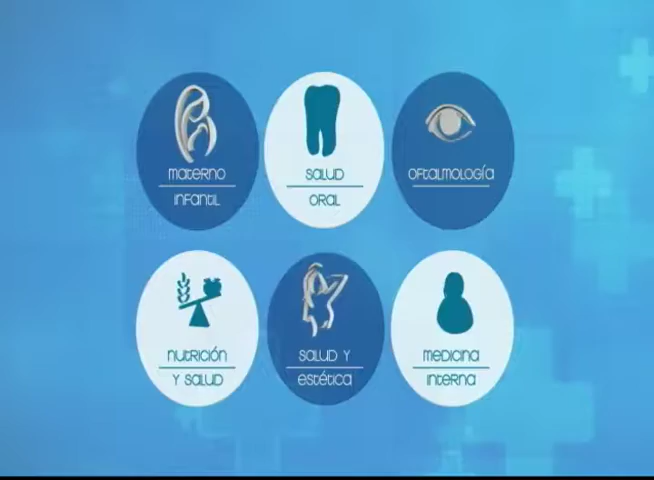 materno
infantil
salud
oral
oftalmología
nutrición
y salud
salud y
estética
medicina
interna